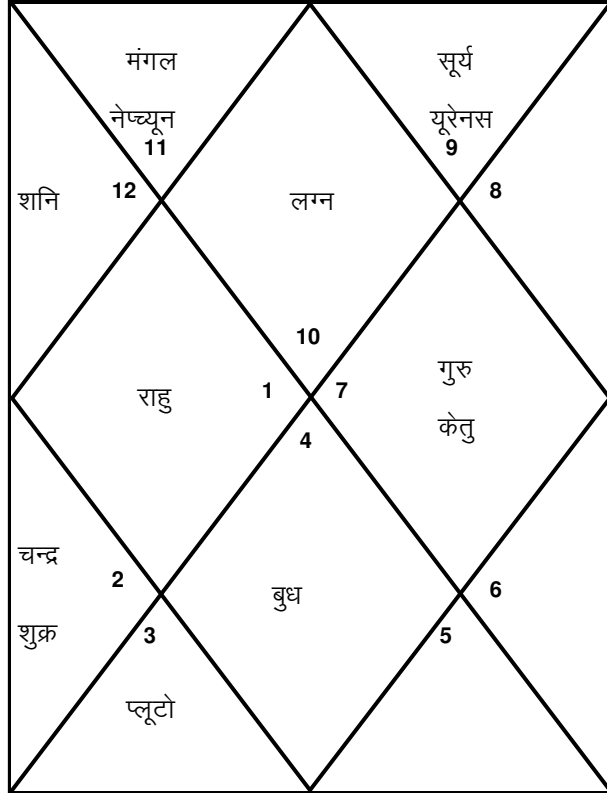 मंगल
सूर्य
नेप्च्यून
यूरेनस
11
9
शनि
12
लग्न
8
10
गुरु
राहु
1
7
केतु
4
चन्द्र
2
बुध
6
शुक्र
3
5
प्लूटो